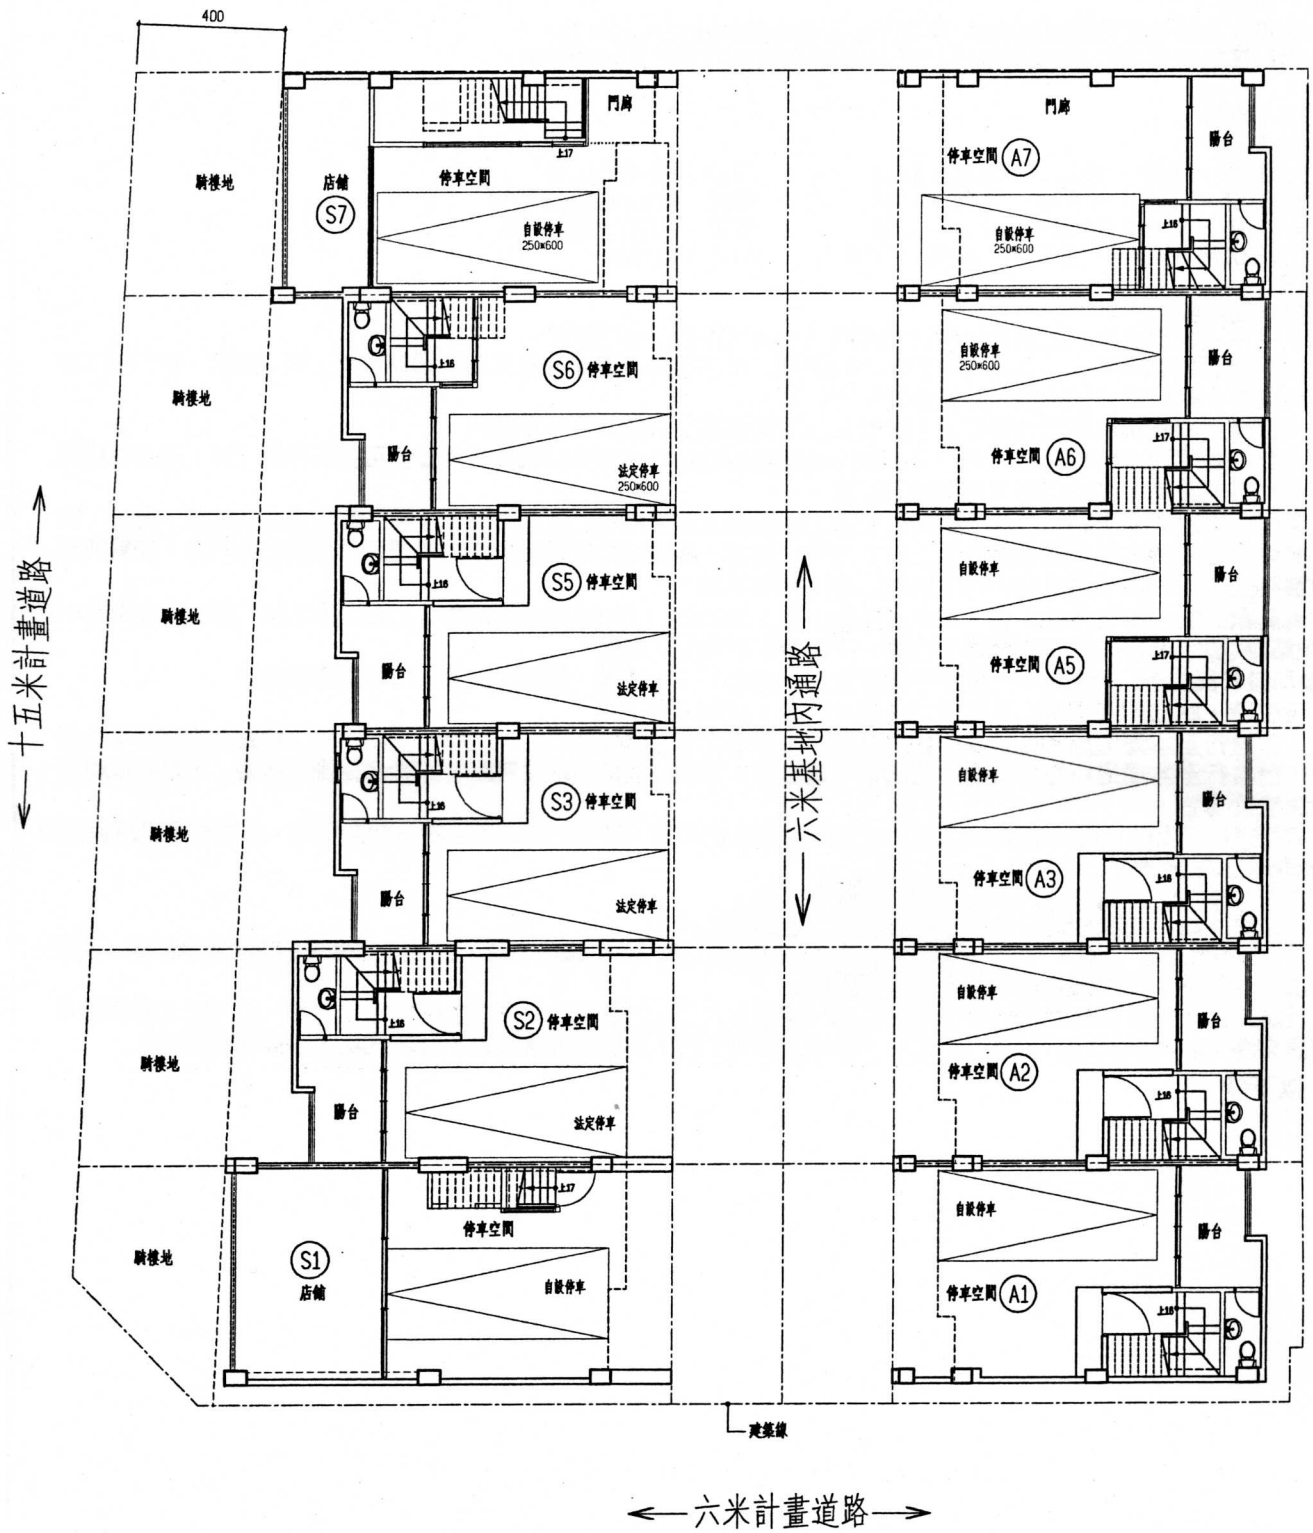 400
門廊
上17
騎樓地
店舖
S7
停車空間
自設停車
250×600
門廊
停車空間
A7
陽台
自設停車
250×600
上16
騎樓地
上16
S6
停車空間
陽台
法定停車
250×600
自設停車
250×600
陽台
停車空間
A6
上17
十五米計畫道路
騎樓地
上16
S5
停車空間
陽台
法定停車
六米基地內通路
自設停車
陽台
停車空間
A5
上17
騎樓地
上16
S3
停車空間
陽台
法定停車
自設停車
陽台
停車空間
A3
上16
騎樓地
上16
S2
停車空間
陽台
法定停車
自設停車
陽台
停車空間
A2
上16
騎樓地
S1
店舖
上17
停車空間
自設停車
自設停車
陽台
停車空間
A1
上16
建築線
六米計畫道路